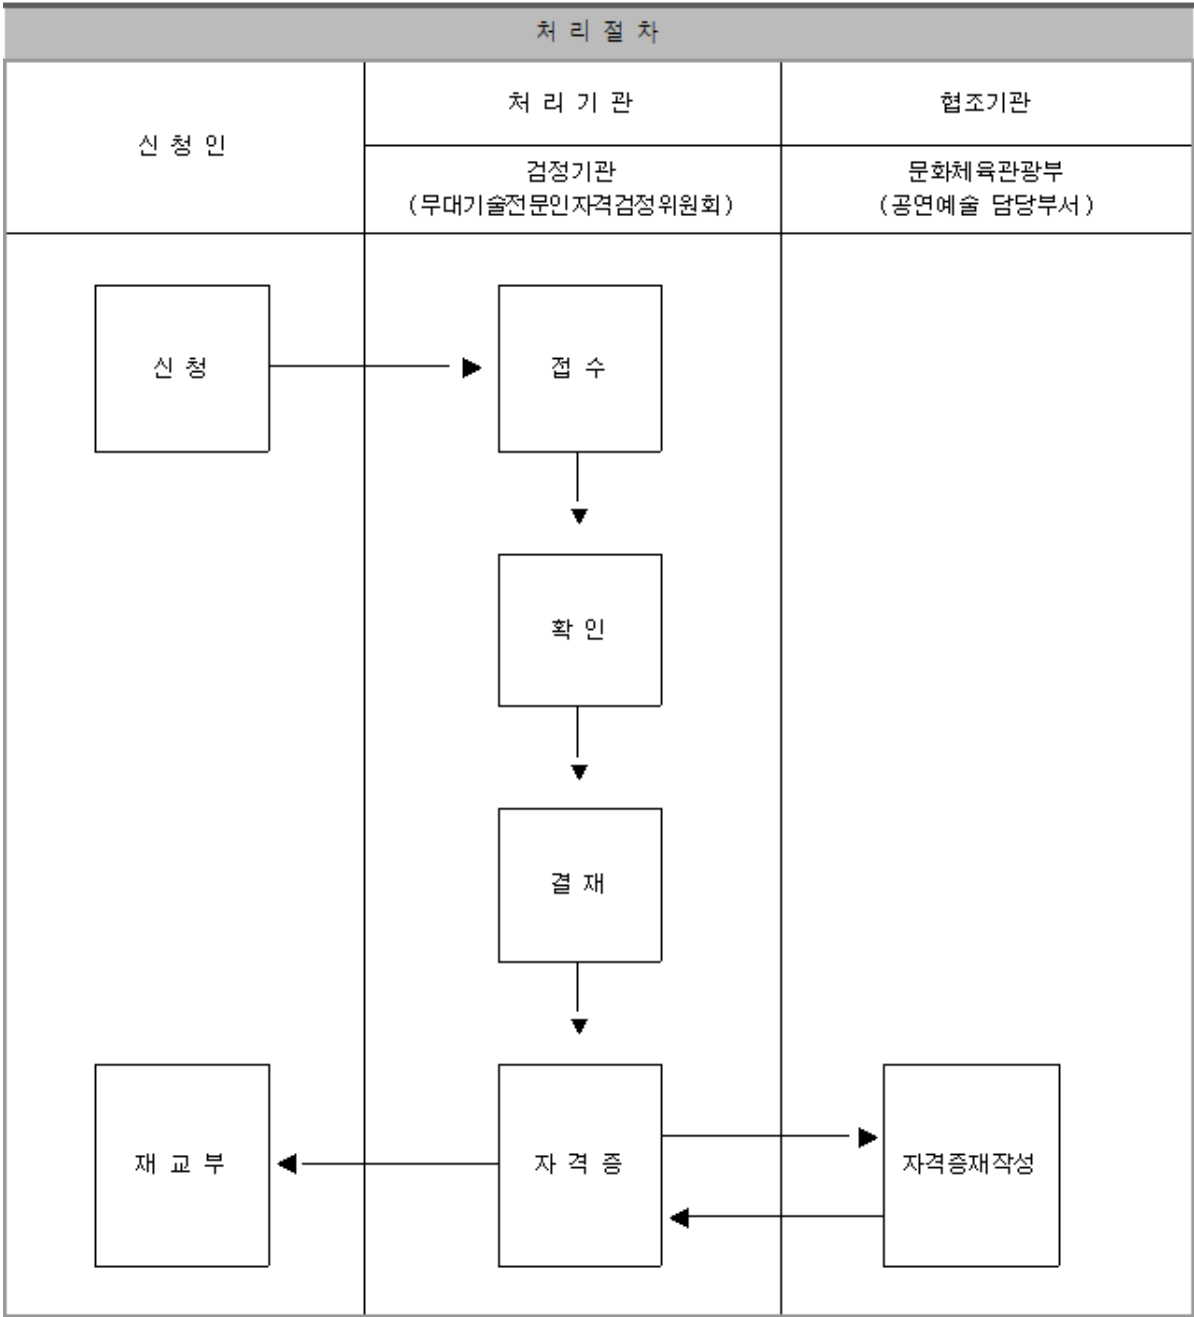 처 리 절 차
신 청 인
처 리 기 관
협조기관
검정기관
(무대기술전문인자격검정위원회)
문화체육관광부
(공연예술 담당부서)
신 청
접 수
확 인
결 재
재 교 부
자 격 증
자격증재작성